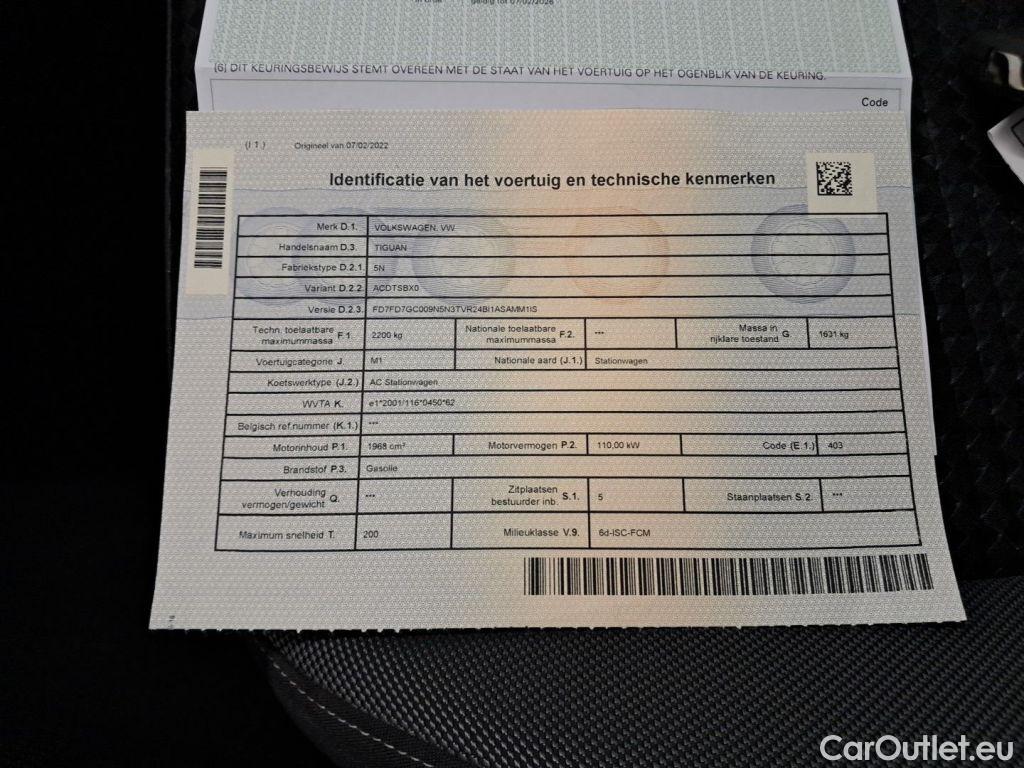 geldig tot 07/02/2026
(6) DIT KEURINGSBEWIJS STEMT OVEREEN MET DE STAAT VAN HET VOERTUIG OP HET OGENBLIK VAN DE KEURING.
Code
(I 1.) Origineel van 07/02/2022
Identificatie van het voertuig en technische kenmerken
Merk D.1. VOLKSWAGEN, VW
Handelsnaam D.3. TIGUAN
Fabriekstype D.2.1. 5N
Variant D.2.2. ACDTSBX0
Versie D.2.3. FD7FD7GC009N5N3TVR24BI1ASAMM1IS
Techn. toelaatbare maximummassa F.1. 2200 kg Nationale toelaatbare maximummassa F.2. *** Massa in rijklare toestand G 1631 kg
Voertuigcategorie J. M1 Nationale aard (J.1.) Stationwagen
Koetswerktype (J.2.) AC Stationwagen
WVTA K. e1*2001/116*0450*62
Belgisch ref.nummer (K.1.) ***
Motorinhoud P.1. 1968 cm³ Motorvermogen P.2. 110,00 kW Code (E.1.) 403
Brandstof P.3. Gasolie
Verhouding vermogen/gewicht Q. *** Zitplaatsen bestuurder inb. S.1. 5 Staanplaatsen S.2. ***
Maximum snelheid T. 200 Milieuklasse V.9. 6d-ISC-FCM
CarOutlet.eu